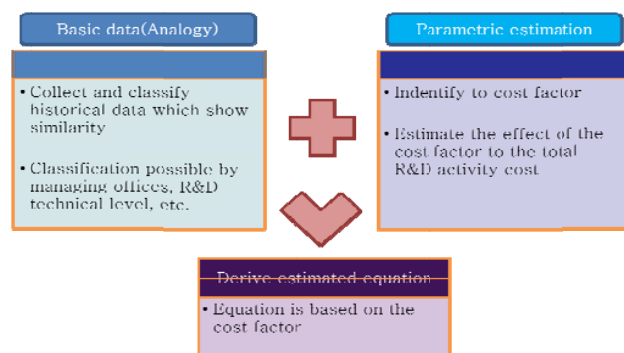 Basic data(Analogy)
• Collect and classify
historical data which show
similarity
• Classification possible by
managing offices, R&D
technical level, etc.
Parametric estimation
• Indentify to cost factor
• Estimate the effect of the
cost factor to the total
R&D activity cost
Derive estimated equation
• Equation is based on the
cost factor